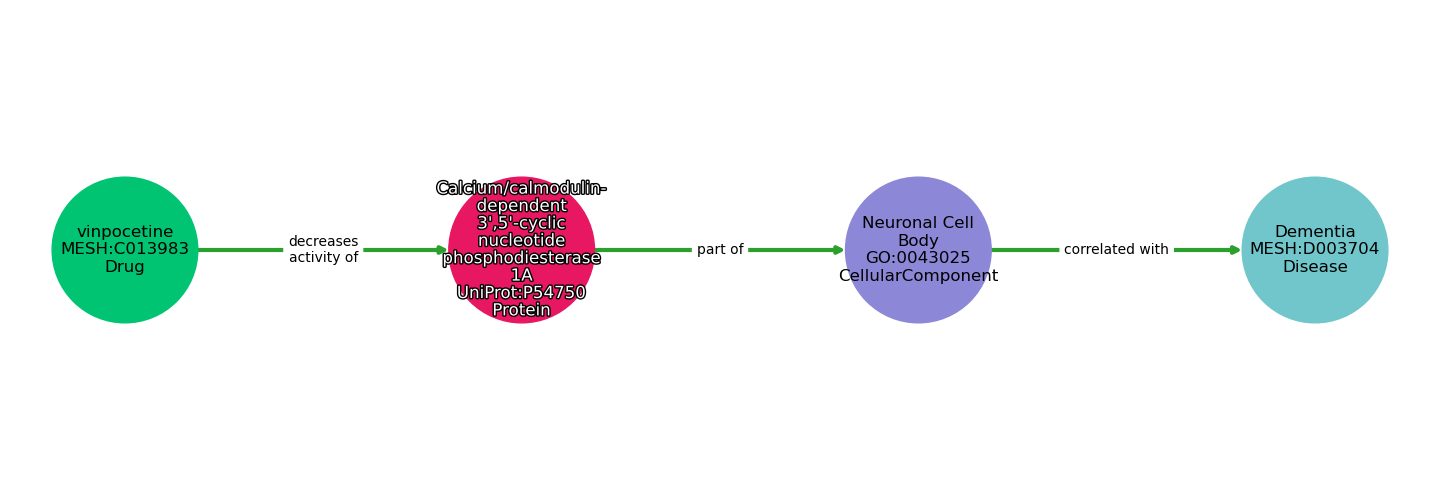 vinpocetine
MESH:C013983
Drug
decreases
activity of
Calcium/calmodulin-
dependent
3',5'-cyclic
nucleotide
phosphodiesterase
1A
UniProt:P54750
Protein
part of
Neuronal Cell
Body
GO:0043025
CellularComponent
correlated with
Dementia
MESH:D003704
Disease